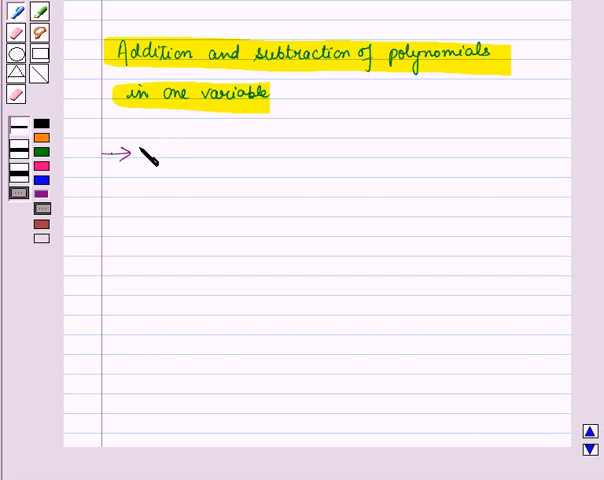 Addition and subtraction of polynomials
in one variable
→